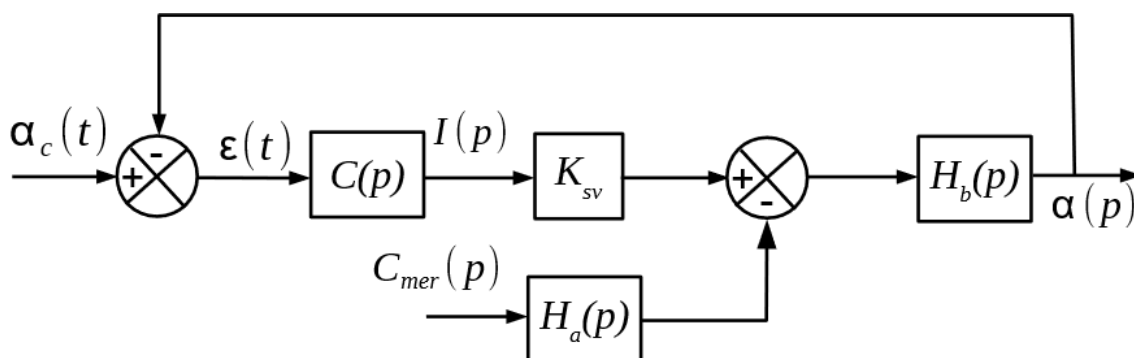 α_c(t)
-
+
ε(t)
C(p)
I(p)
K_sv
+
-
H_b(p)
α(p)
C_mer(p)
H_a(p)